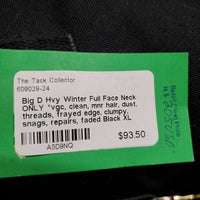 The Tack Collector
609029-24
Big D Hvy Winter Full Face Neck
ONLY *vgc, clean, mnr hair, dust,
threads, frayed edge, clumpy,
snags, repairs, faded Black XL
$93.50
A5D9NQ